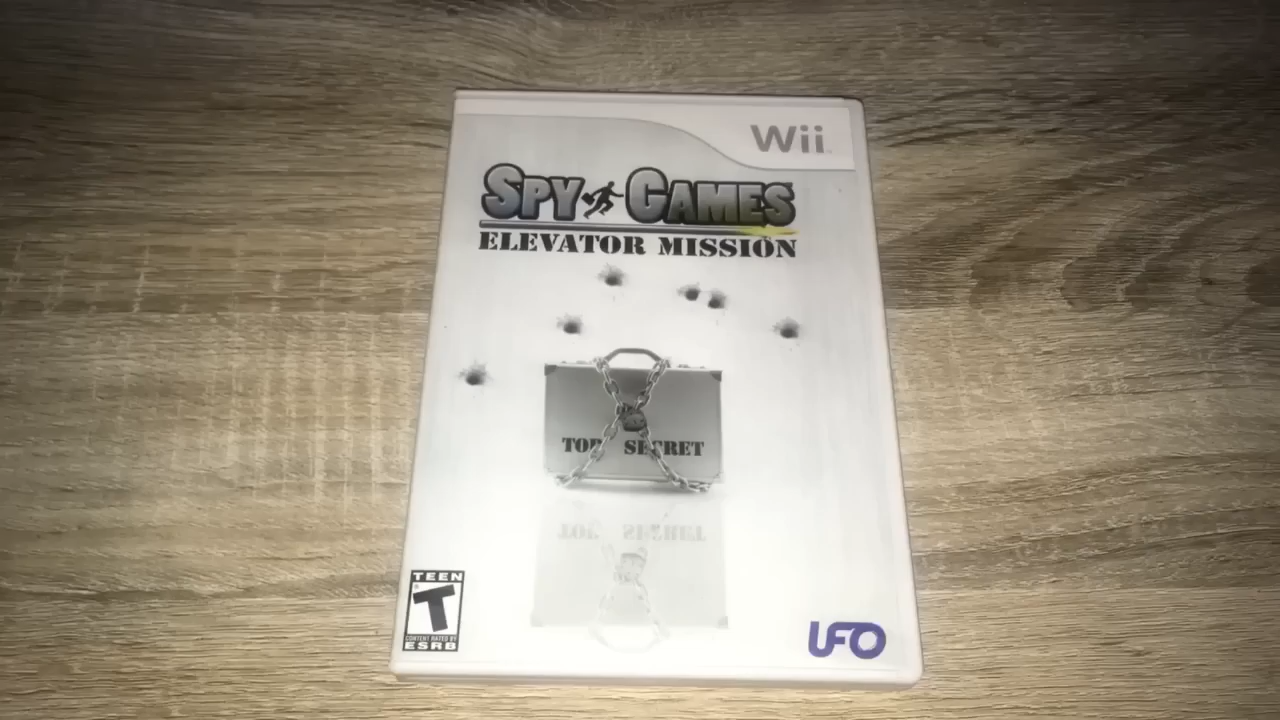 Wii
SPY GAMES
ELEVATOR MISSION
TOP SECRET
TEEN
T
CONTENT RATED BY
ESRB
UFO